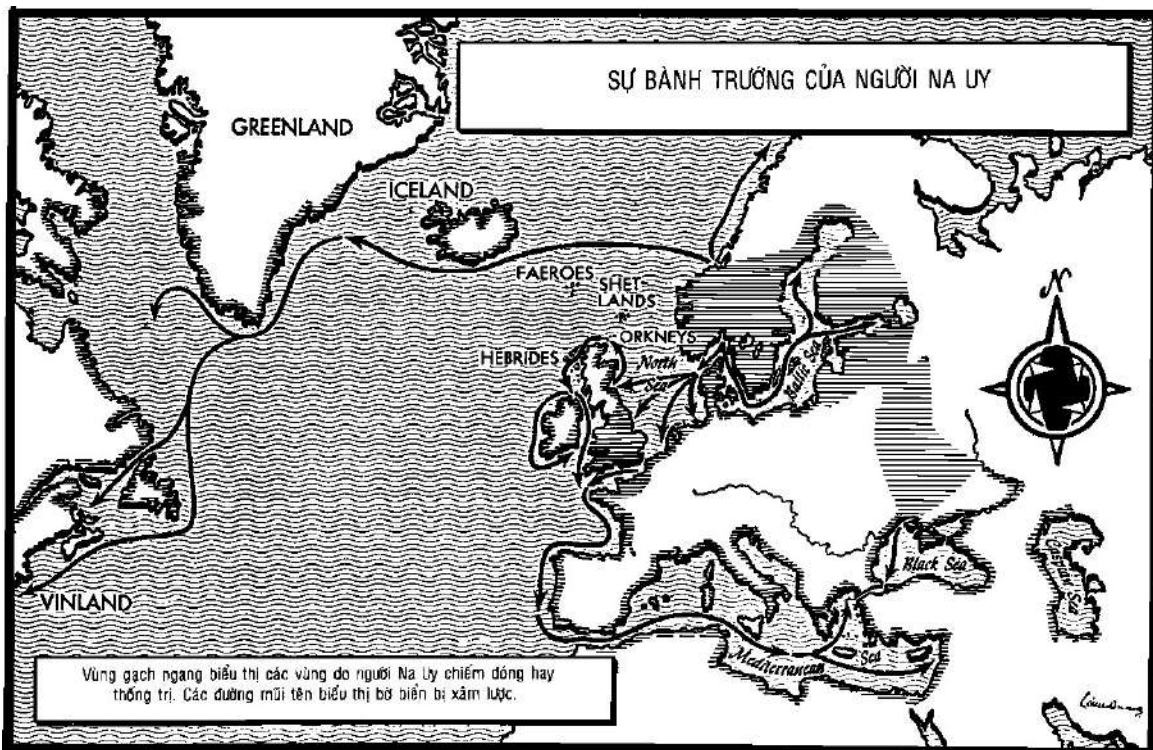 SỰ BÀNH TRƯỚNG CỦA NGƯỜI NA UY
GREENLAND
ICELAND
FAEROES
SHET-
LANDS
ORKNEYS
HEBRIDES
North
Sea
Baltic Sea
N
VINLAND
Black Sea
Caspian Sea
Mediterranean
Sea
Vùng gạch ngang biểu thị các vùng do người Na Uy chiếm đóng hay
thống trị. Các đường mũi tên biểu thị bờ biển bị xâm lược.